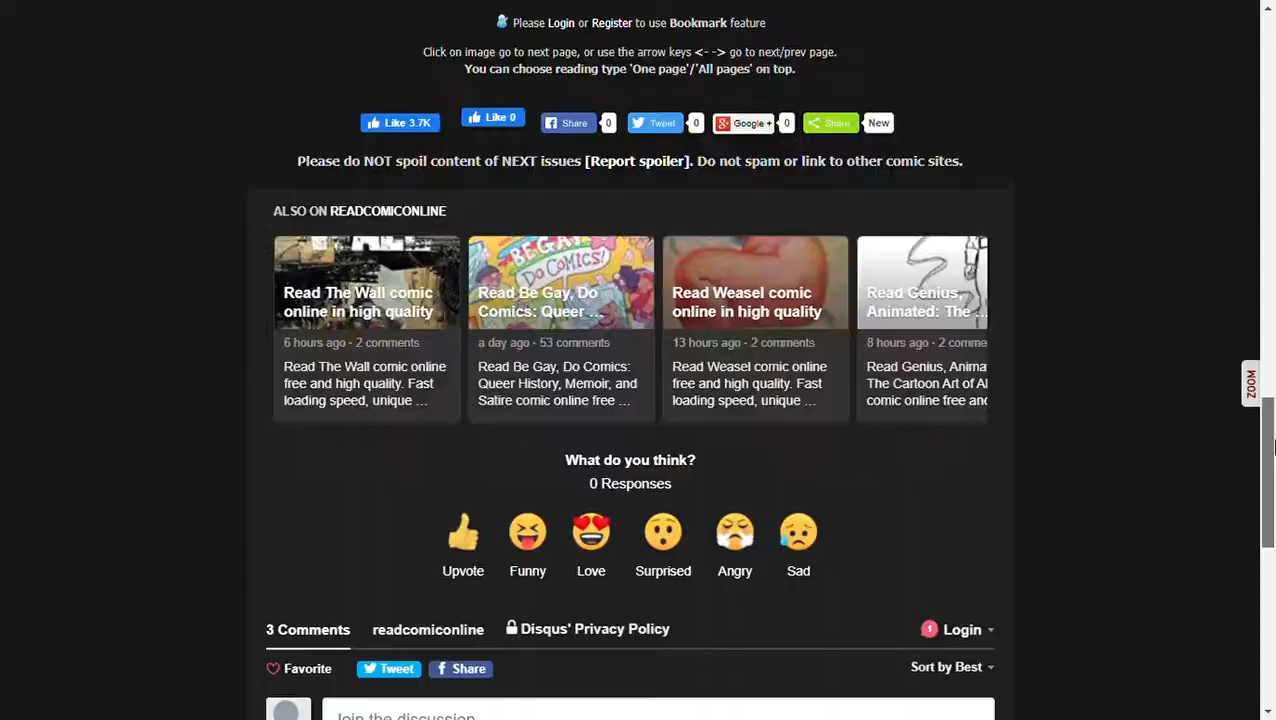 Please Login or Register to use Bookmark feature
Click on image go to next page, or use the arrow keys <--> go to next/prev page.
You can choose reading type 'One page'/'All pages' on top.
Like 3.7K Like 0 Share 0 Tweet 0 Google + 0 Share New
Please do NOT spoil content of NEXT issues [Report spoiler]. Do not spam or link to other comic sites.
ALSO ON READCOMICONLINE
BE GAY,
DO COMICS!
Read The Wall comic
online in high quality
6 hours ago - 2 comments
Read The Wall comic online
free and high quality. Fast
loading speed, unique ...
Read Be Gay, Do
Comics: Queer ...
a day ago - 53 comments
Read Be Gay, Do Comics:
Queer History, Memoir, and
Satire comic online free ...
Read Weasel comic
online in high quality
13 hours ago - 2 comments
Read Weasel comic online
free and high quality. Fast
loading speed, unique ...
Read Genius,
Animated: The ...
8 hours ago - 2 comme
Read Genius, Anima
The Cartoon Art of Al
comic online free and
ZOOM
What do you think?
0 Responses
Upvote Funny Love Surprised Angry Sad
3 Comments readcomiconline Disqus' Privacy Policy 1 Login
Favorite Tweet Share Sort by Best
Join the discussion